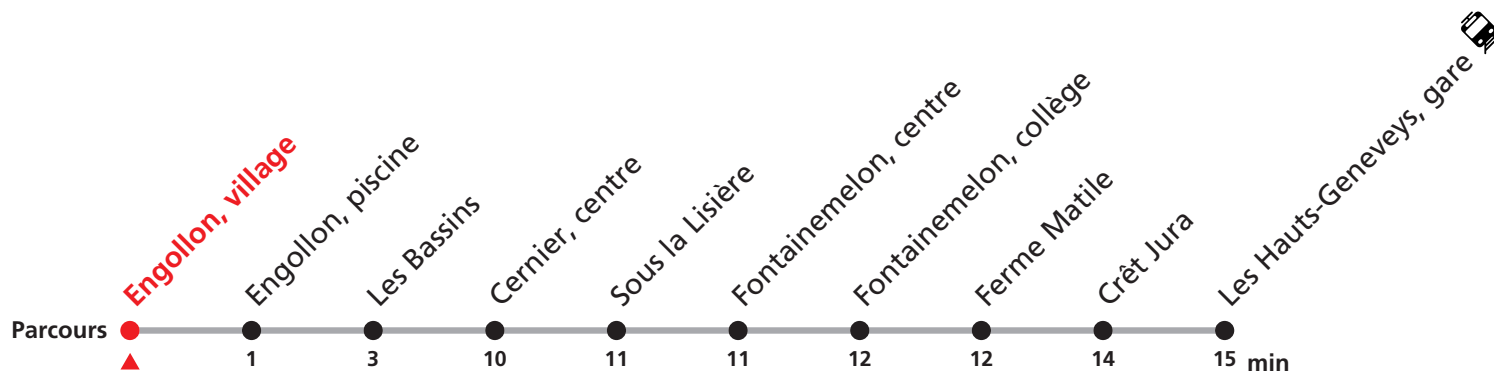 Engollon, village
Engollon, piscine
Les Bassins
Cernier, centre
Sous la Lisière
Fontainemelon, centre
Fontainemelon, collège
Ferme Matile
Crêt Jura
Les Hauts-Geneveys, gare
Parcours
1 3 10 11 11 12 12 14 15 min